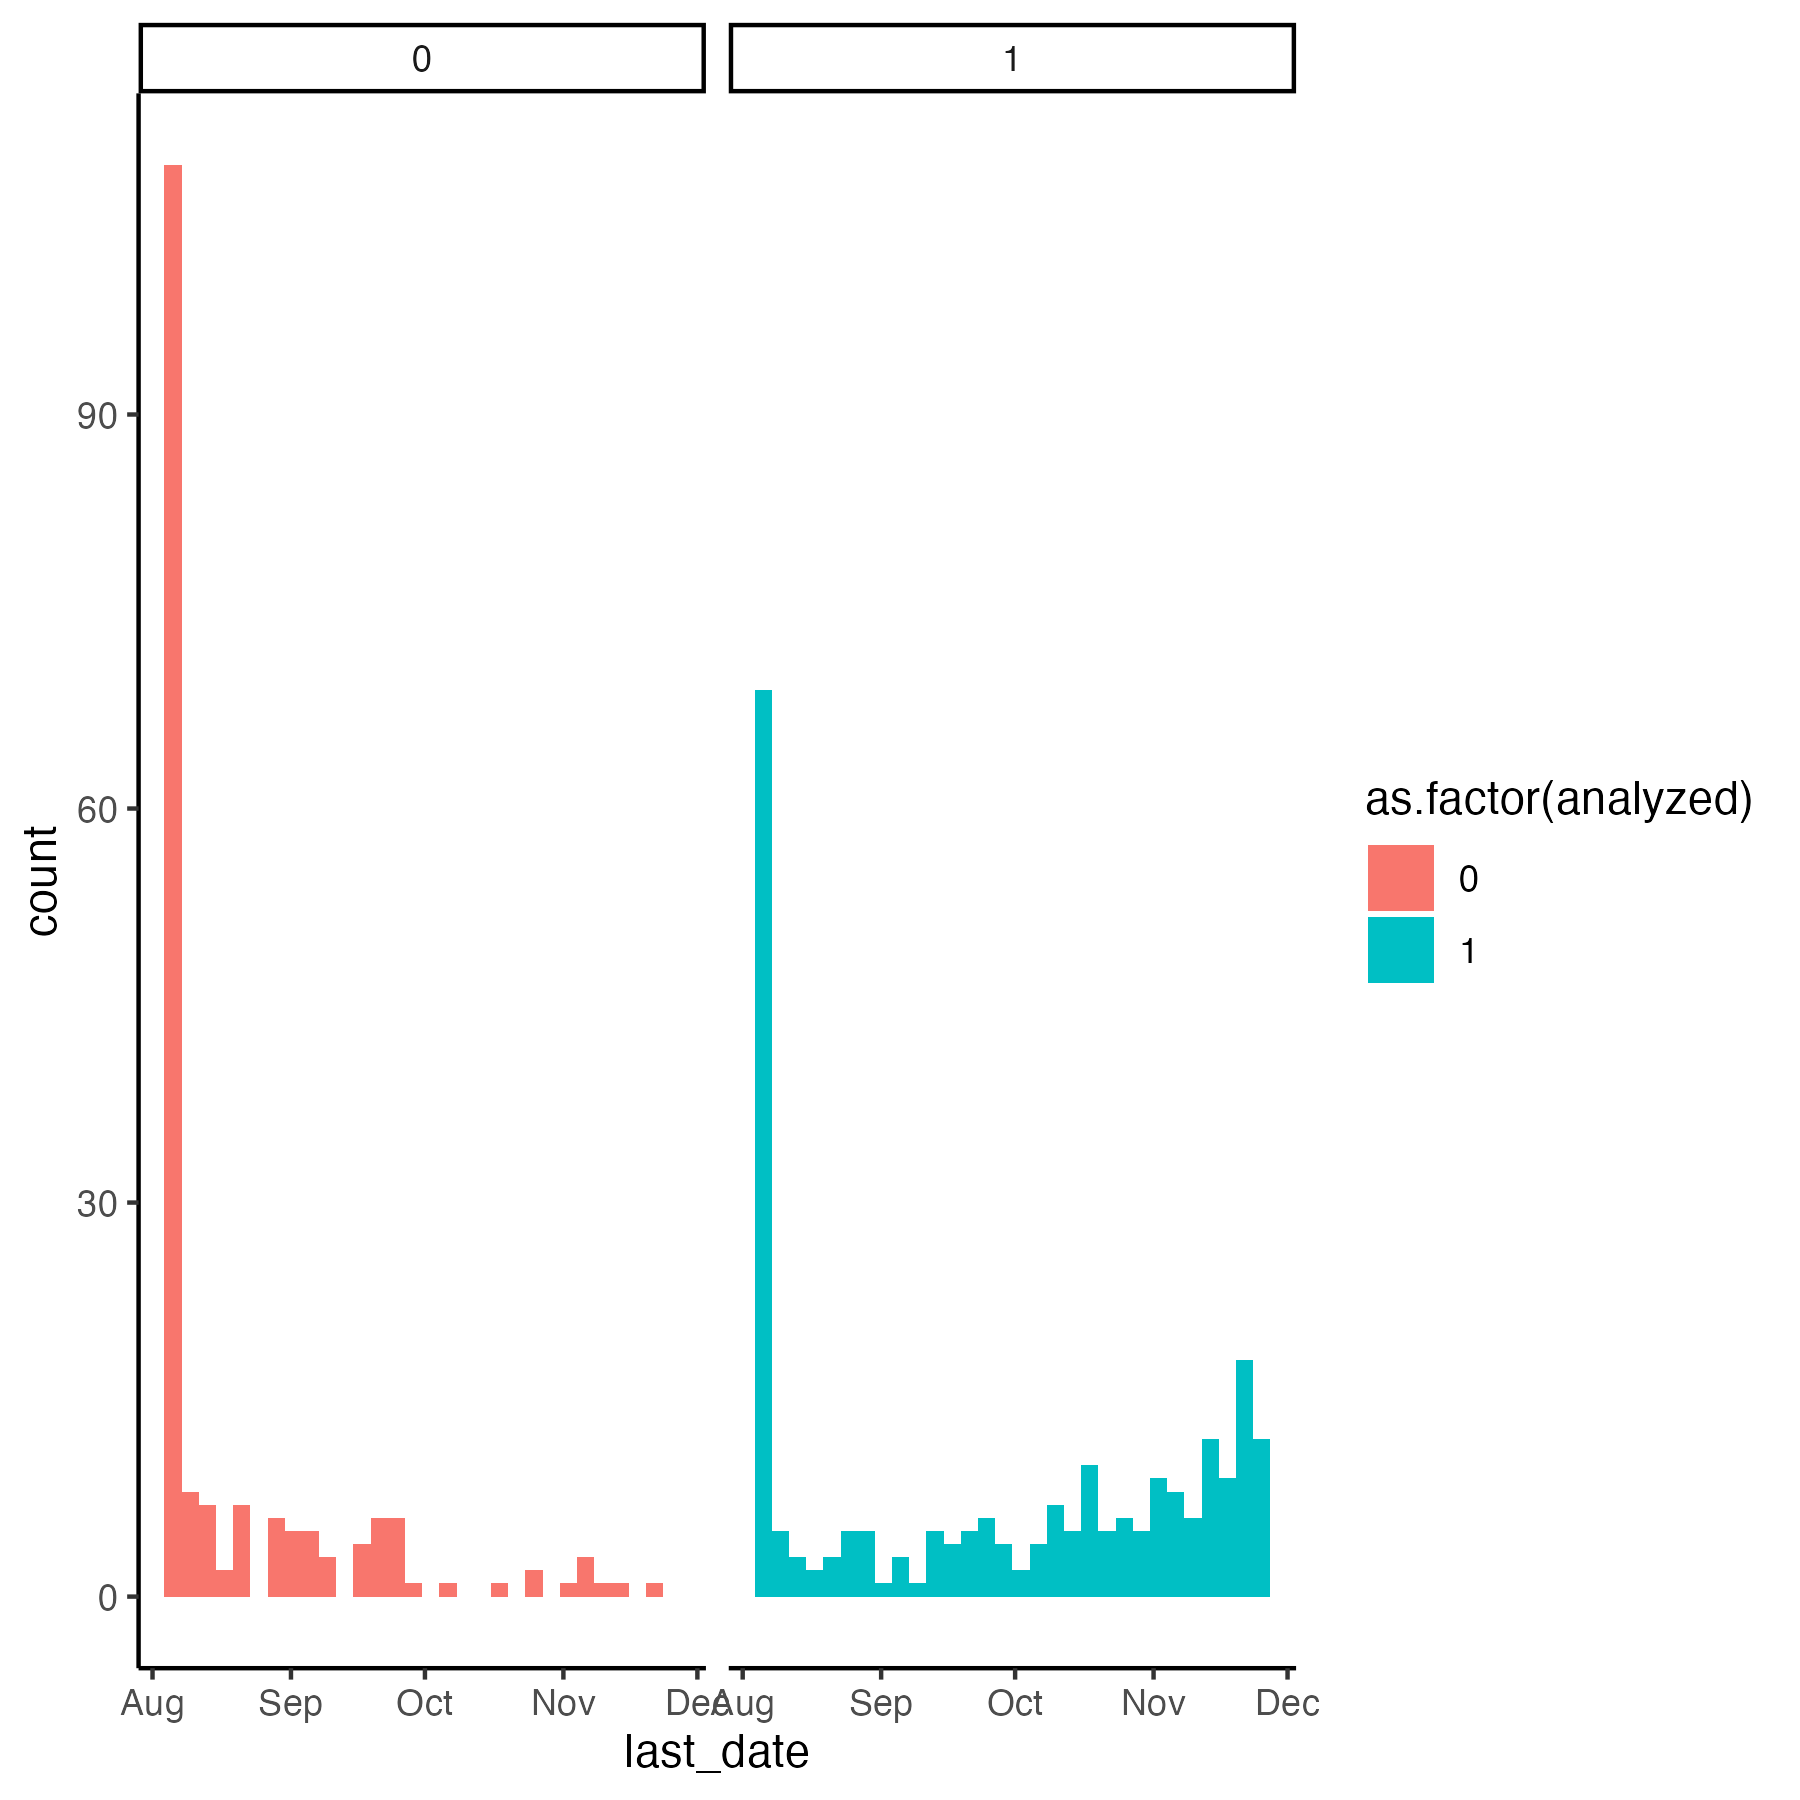 0
1
90
60
30
0
count
Aug Sep Oct Nov Dec
Aug Sep Oct Nov Dec
last_date
as.factor(analyzed)
0
1